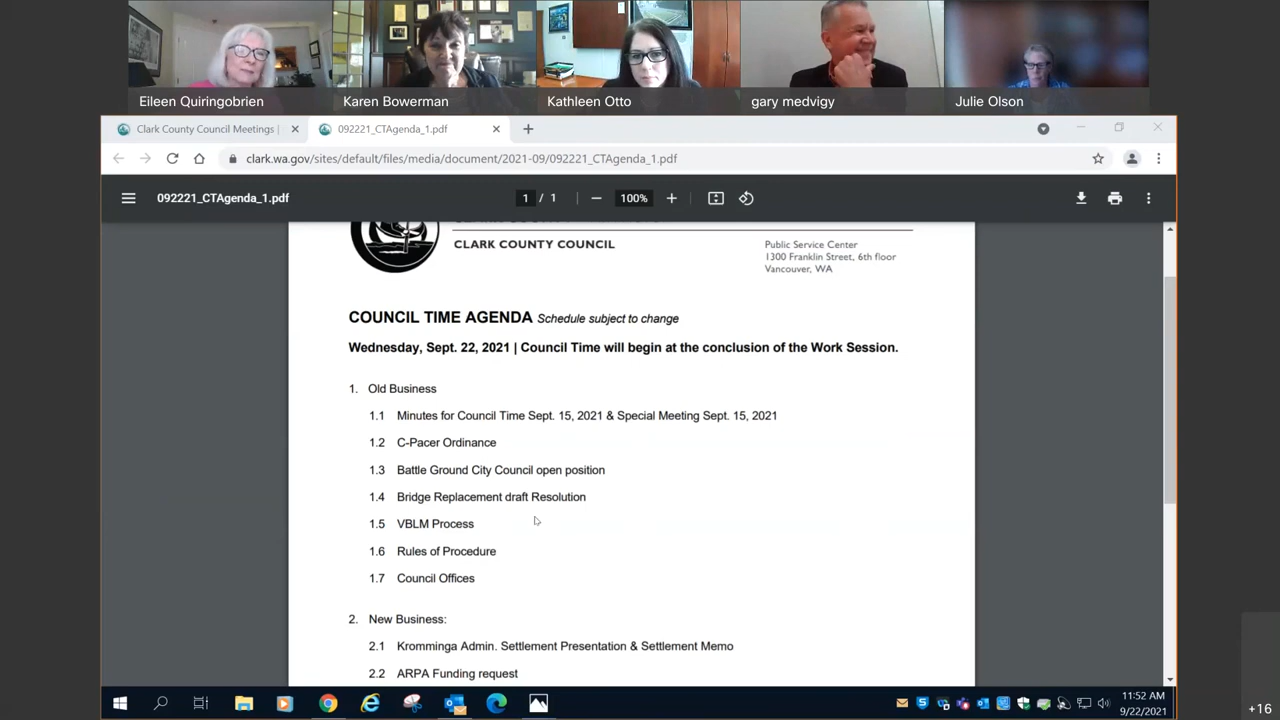 Eileen Quiringobrien
Karen Bowerman
Kathleen Otto
gary medvigy
Julie Olson
Clark County Council Meetings |
092221_CTAgenda_1.pdf
clark.wa.gov/sites/default/files/media/document/2021-09/092221_CTAgenda_1.pdf
092221_CTAgenda_1.pdf
1 / 1
100%
CLARK COUNTY COUNCIL
Public Service Center
1300 Franklin Street, 6th floor
Vancouver, WA
COUNCIL TIME AGENDA Schedule subject to change
Wednesday, Sept. 22, 2021 | Council Time will begin at the conclusion of the Work Session.
1. Old Business
1.1 Minutes for Council Time Sept. 15, 2021 & Special Meeting Sept. 15, 2021
1.2 C-Pacer Ordinance
1.3 Battle Ground City Council open position
1.4 Bridge Replacement draft Resolution
1.5 VBLM Process
1.6 Rules of Procedure
1.7 Council Offices
2. New Business:
2.1 Kromminga Admin. Settlement Presentation & Settlement Memo
2.2 ARPA Funding request
11:52 AM
9/22/2021
+16